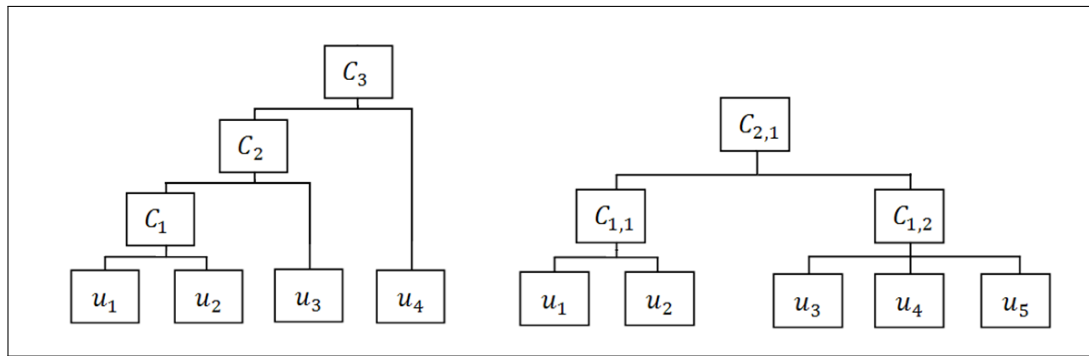 C₃
C₂
C₁
u₁ u₂ u₃ u₄
C₂,₁
C₁,₁ C₁,₂
u₁ u₂ u₃ u₄ u₅